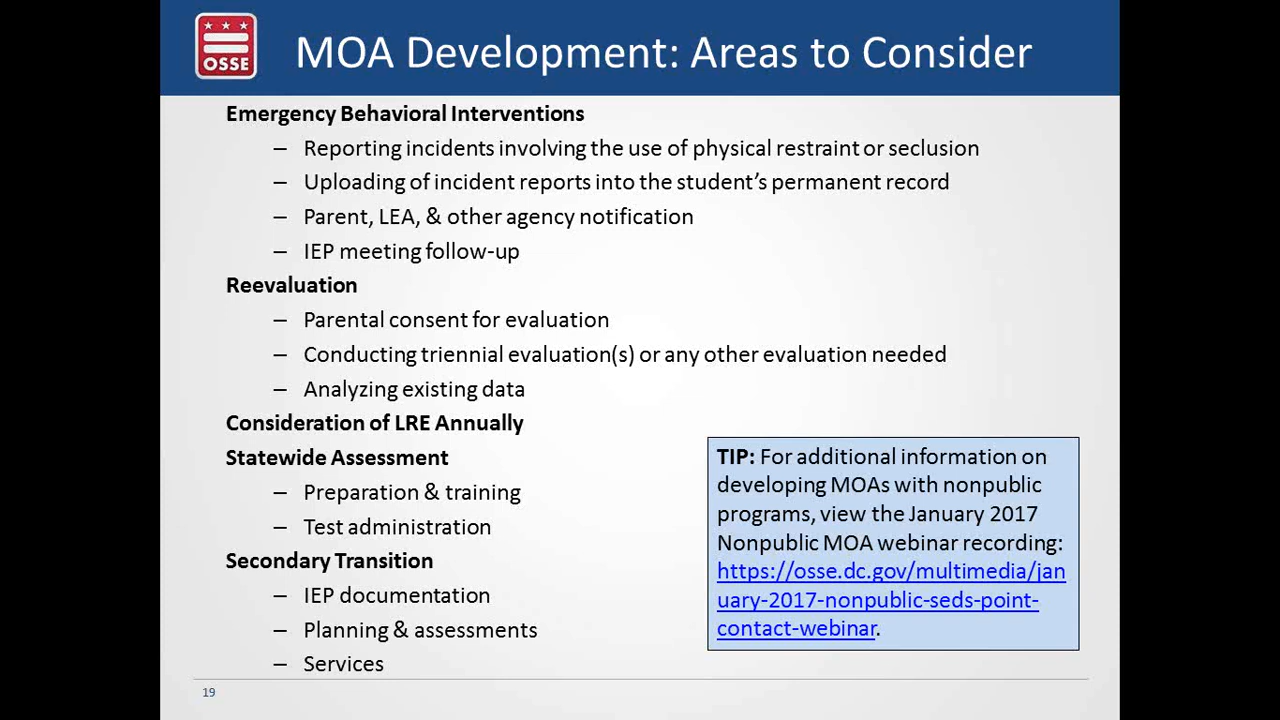 OSSE
MOA Development: Areas to Consider
Emergency Behavioral Interventions
– Reporting incidents involving the use of physical restraint or seclusion
– Uploading of incident reports into the student’s permanent record
– Parent, LEA, & other agency notification
– IEP meeting follow-up
Reevaluation
– Parental consent for evaluation
– Conducting triennial evaluation(s) or any other evaluation needed
– Analyzing existing data
Consideration of LRE Annually
Statewide Assessment
– Preparation & training
– Test administration
Secondary Transition
– IEP documentation
– Planning & assessments
– Services
TIP: For additional information on
developing MOAs with nonpublic
programs, view the January 2017
Nonpublic MOA webinar recording:
https://osse.dc.gov/multimedia/jan
uary-2017-nonpublic-seds-point-
contact-webinar.
19